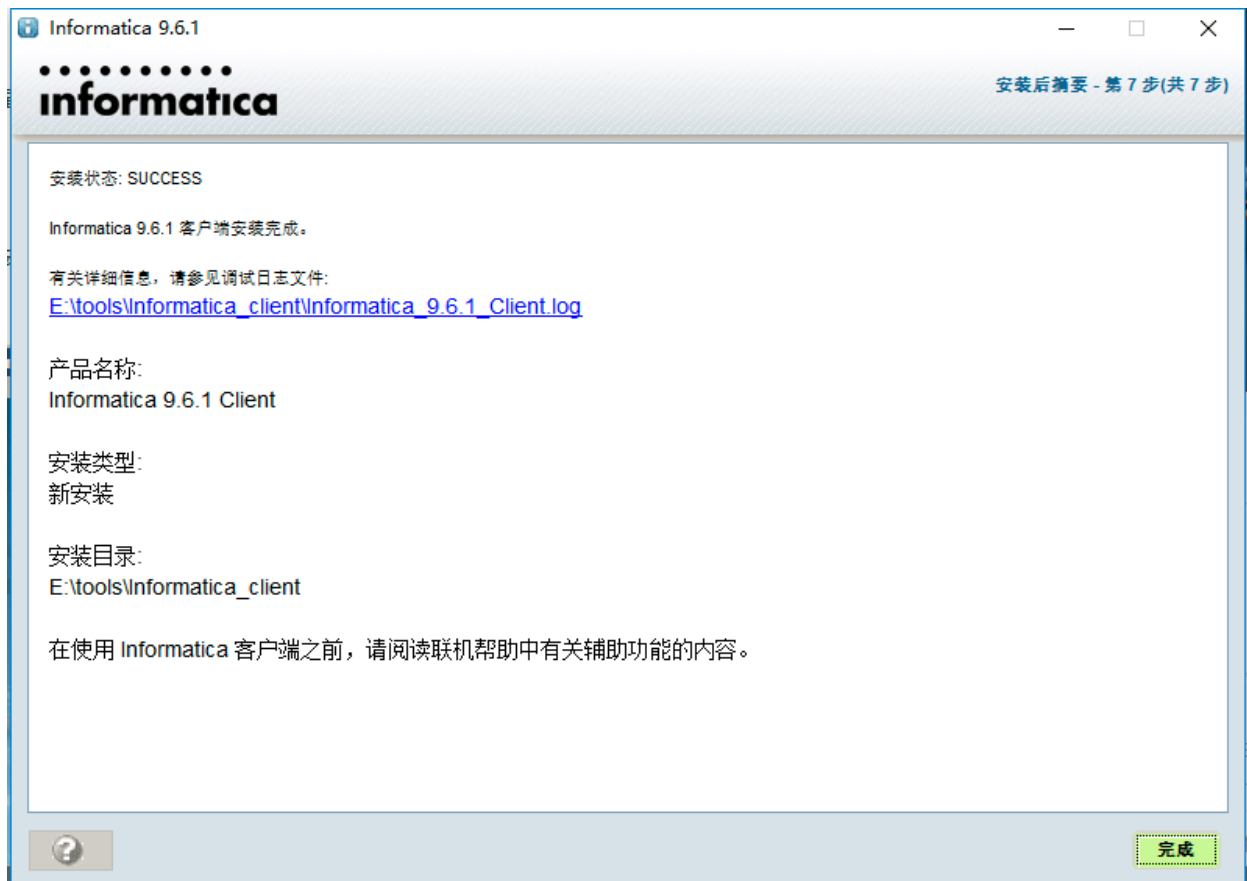 Informatica 9.6.1
informatica
安装后摘要 - 第 7 步(共 7 步)
安装状态: SUCCESS
Informatica 9.6.1 客户端安装完成。
有关详细信息，请参见调试日志文件:
E:\tools\Informatica_client\Informatica_9.6.1_Client.log
产品名称:
Informatica 9.6.1 Client
安装类型:
新安装
安装目录:
E:\tools\Informatica_client
在使用 Informatica 客户端之前，请阅读联机帮助中有关辅助功能的内容。
完成